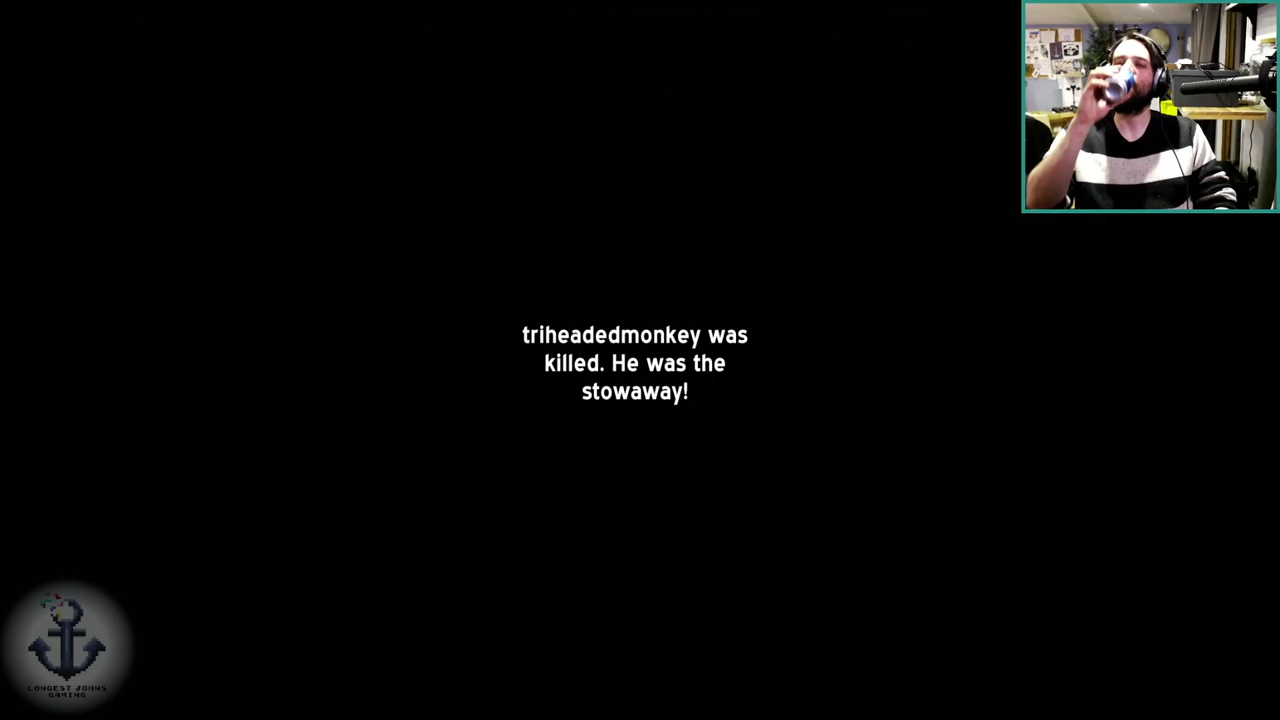 triheadedmonkey was
killed. He was the
stowaway!
LONGEST JOHNS
GAMING